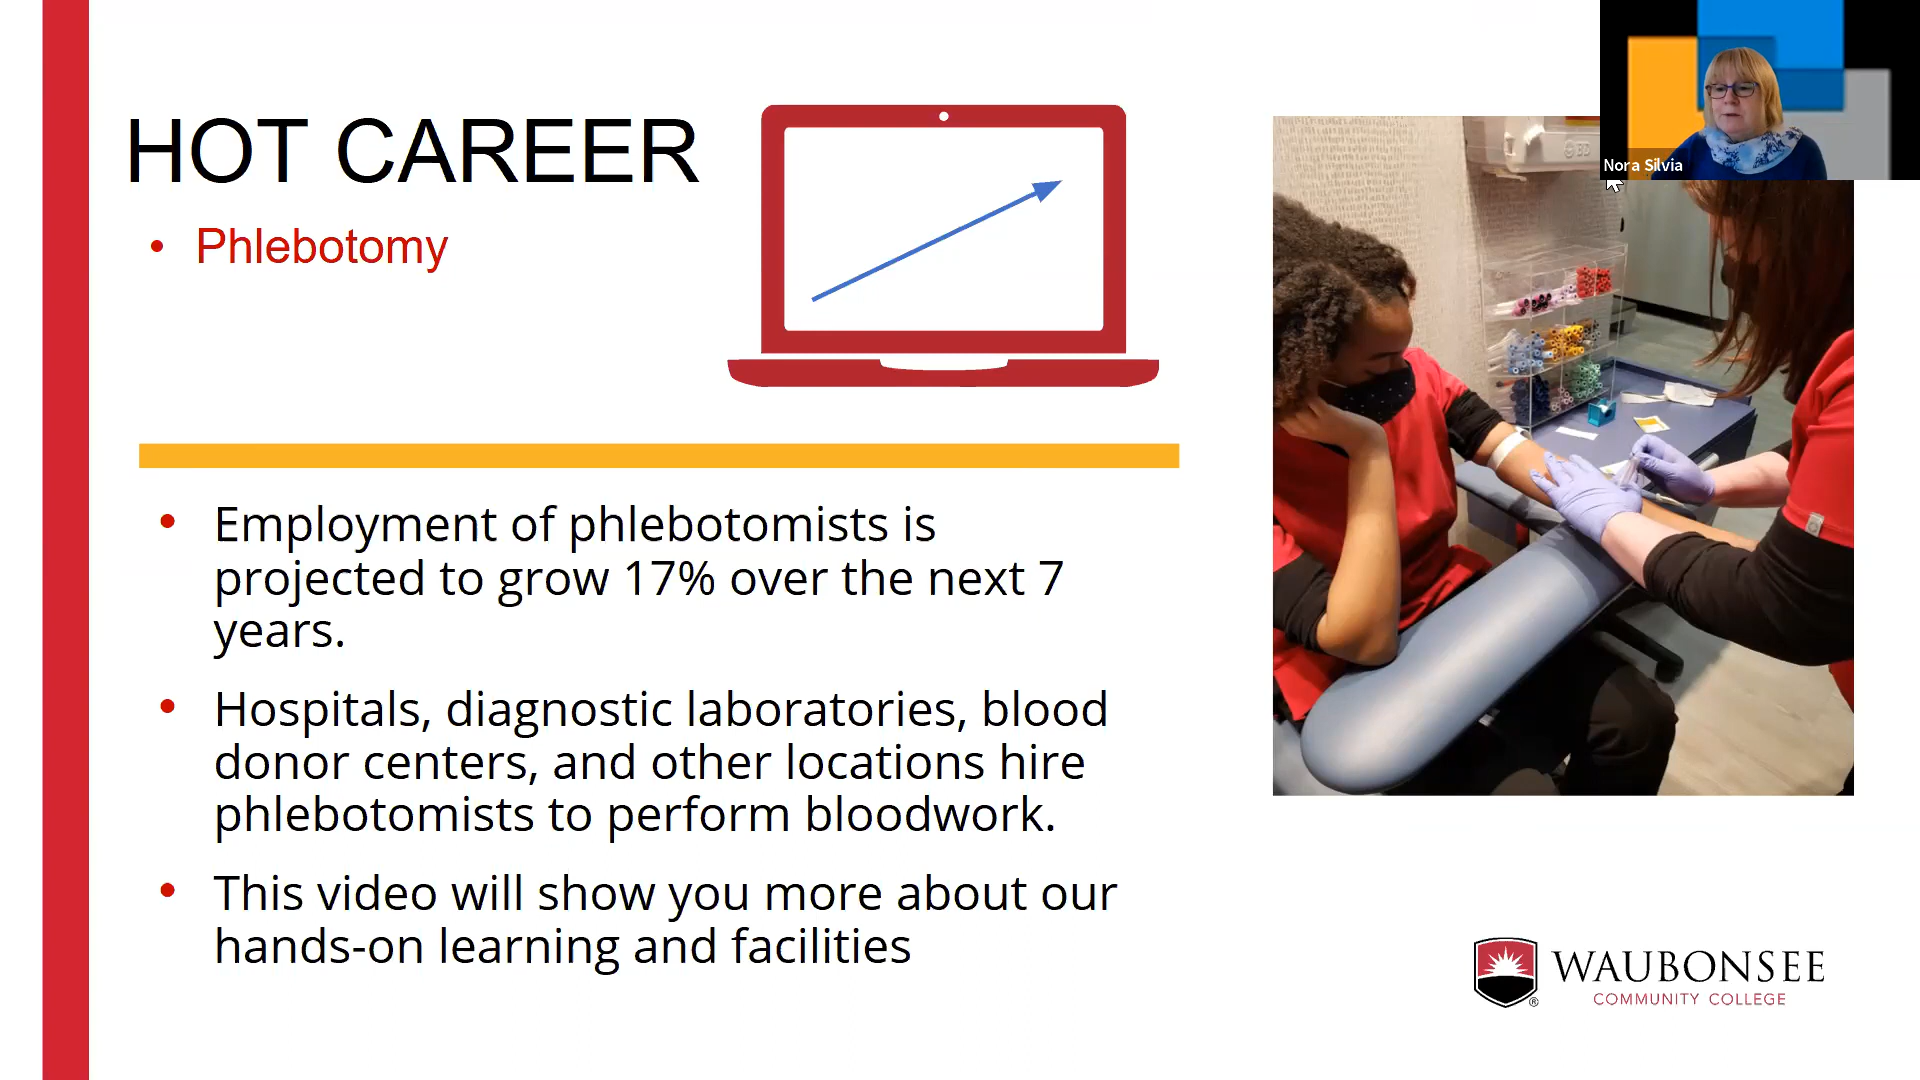 HOT CAREER
• Phlebotomy
• Employment of phlebotomists is
projected to grow 17% over the next 7
years.
• Hospitals, diagnostic laboratories, blood
donor centers, and other locations hire
phlebotomists to perform bloodwork.
• This video will show you more about our
hands-on learning and facilities
BD
Nora Silvia
WAUBONSEE
COMMUNITY COLLEGE
®